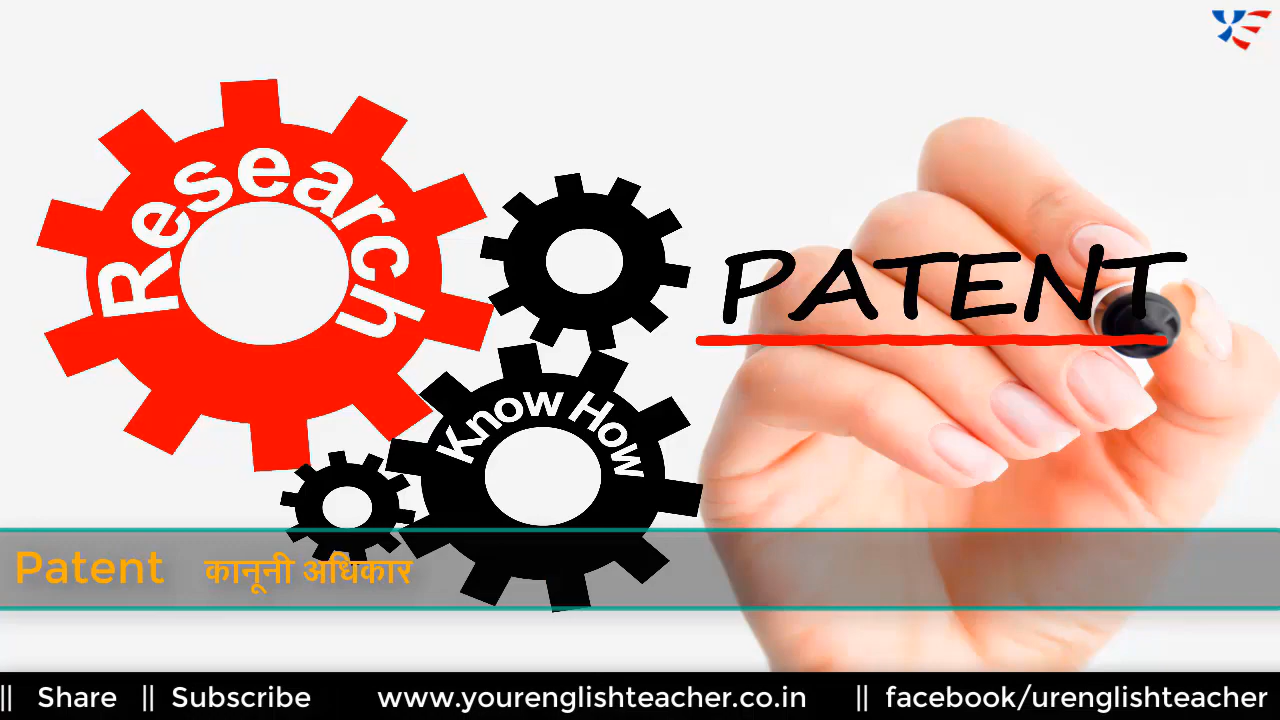 Research
Know How
PATENT
Patent कानूनी अधिकार
|| Share || Subscribe www.yourenglishteacher.co.in || facebook/urenglishteacher